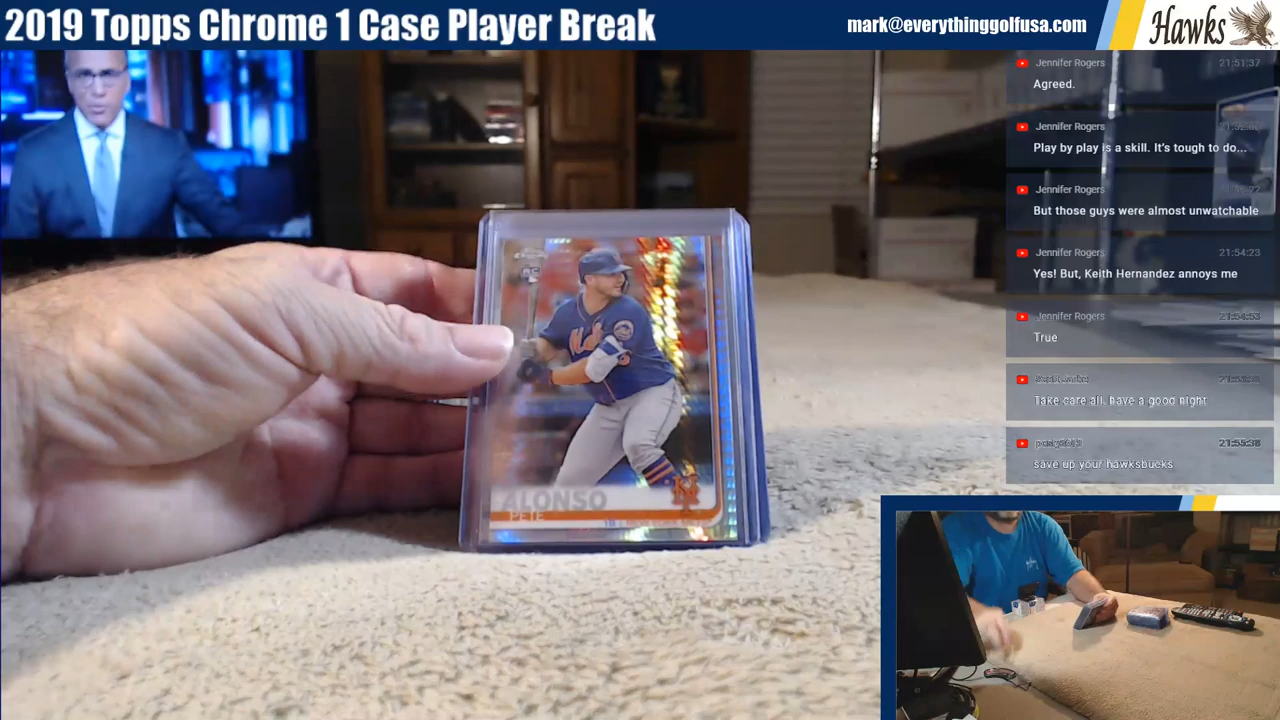 2019 Topps Chrome 1 Case Player Break
mark@everythinggolfusa.com
Hawks
Jennifer Rogers 21:51:37
Agreed.
Jennifer Rogers
Play by play is a skill. It's tough to do...
Jennifer Rogers
But those guys were almost unwatchable
Jennifer Rogers 21:54:23
Yes! But, Keith Hernandez annoys me
Jennifer Rogers 21:54:53
True
Take care all, have a good night
21:55:38
save up your hawksbucks
RC
Mets
ALONSO
PETE
1B